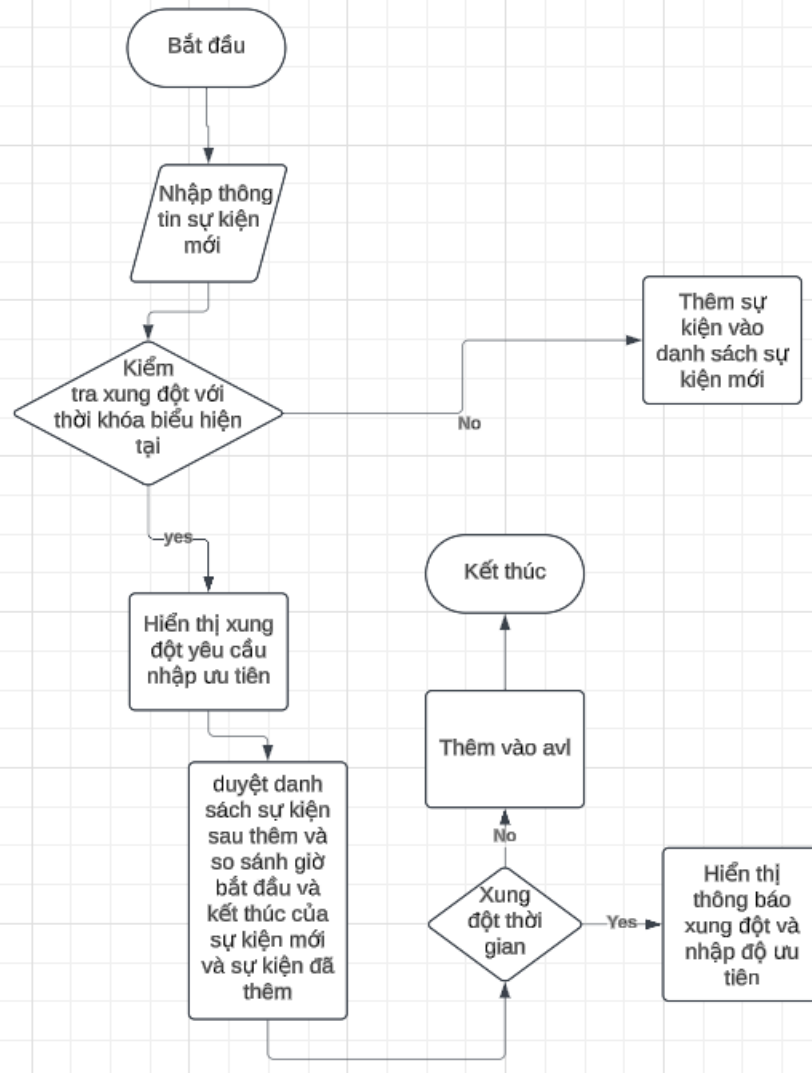 Bắt đầu
Nhập thông
tin sự kiện
mới
Kiểm
tra xung đột với
thời khóa biểu hiện
tại
No
Thêm sự
kiện vào
danh sách sự
kiện mới
yes
Hiển thị xung
đột yêu cầu
nhập ưu tiên
duyệt danh
sách sự kiện
sau thêm và
so sánh giờ
bắt đầu và
kết thúc của
sự kiện mới
và sự kiện đã
thêm
Xung
đột thời
gian
No
Thêm vào avl
Kết thúc
Yes
Hiển thị
thông báo
xung đột và
nhập độ ưu
tiên